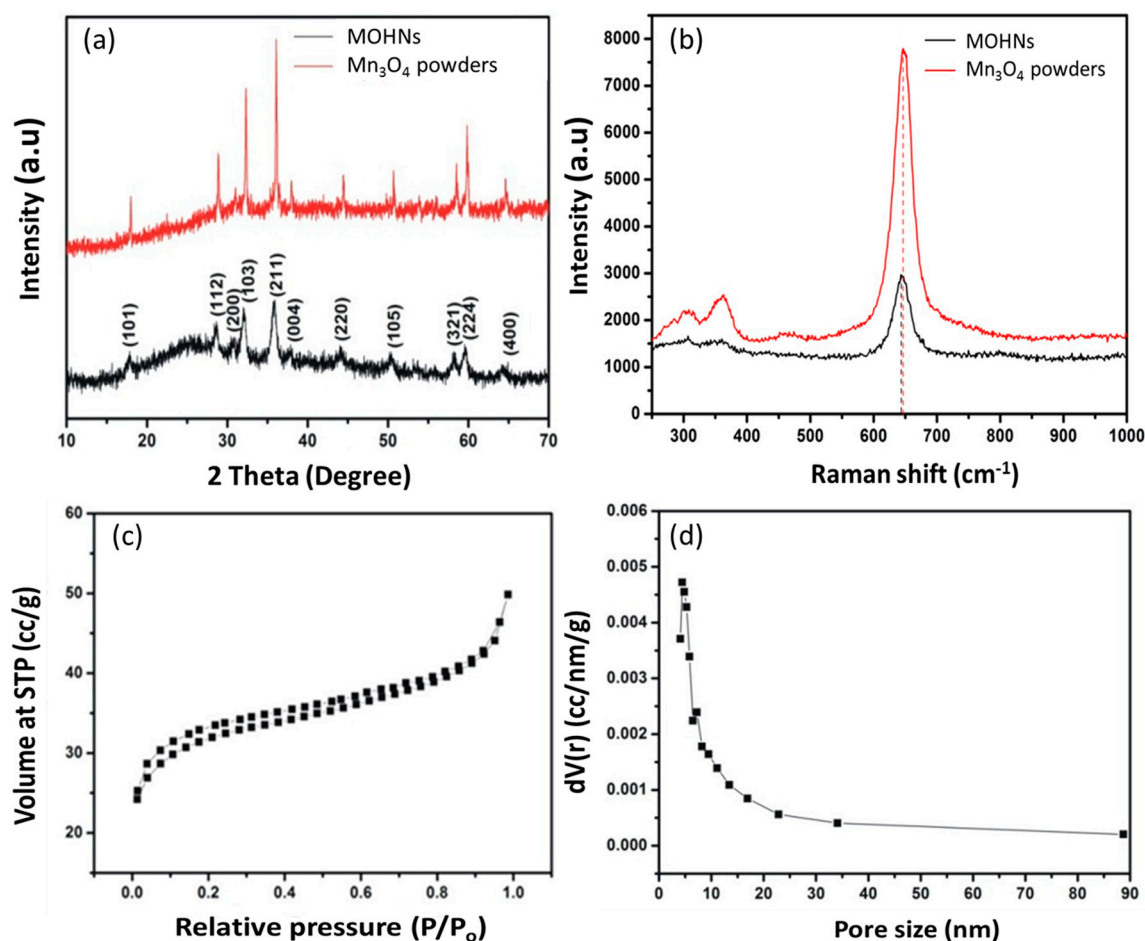 (a)
MOHNs
Mn₃O₄ powders
Intensity (a.u)
(101)
(112)
(200)
(103)
(211)
(004)
(220)
(105)
(321)
(224)
(400)
10 20 30 40 50 60 70
2 Theta (Degree)
(b)
MOHNs
Mn₃O₄ powders
Intensity (a.u)
8000
7000
6000
5000
4000
3000
2000
1000
0
300 400 500 600 700 800 900 1000
Raman shift (cm⁻¹)
(c)
Volume at STP (cc/g)
60
50
40
30
20
0.0 0.2 0.4 0.6 0.8 1.0
Relative pressure (P/Pₒ)
(d)
dV(r) (cc/nm/g)
0.006
0.005
0.004
0.003
0.002
0.001
0.000
0 10 20 30 40 50 60 70 80 90
Pore size (nm)